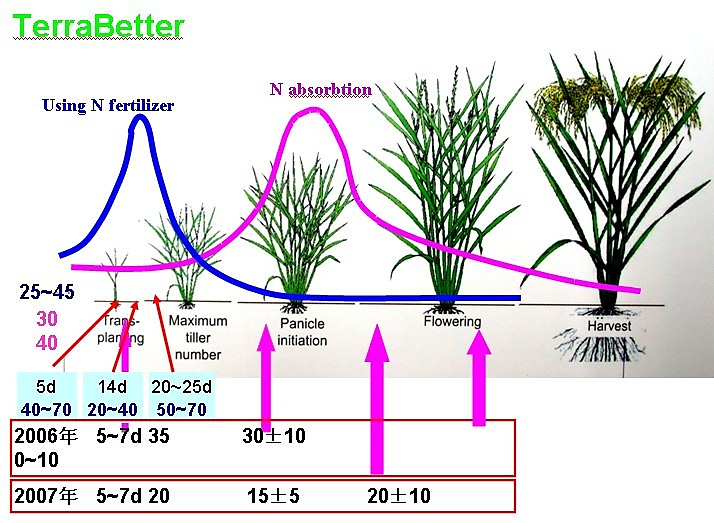 TerraBetter
Using N fertilizer
N absorbtion
25~45
30
40
Trans-
planting
Maximum
tiller
number
Panicle
initiation
Flowering
Harvest
5d
40~70
14d
20~40
20~25d
50~70
2006年 5~7d 35 30±10
0~10
2007年 5~7d 20 15±5 20±10